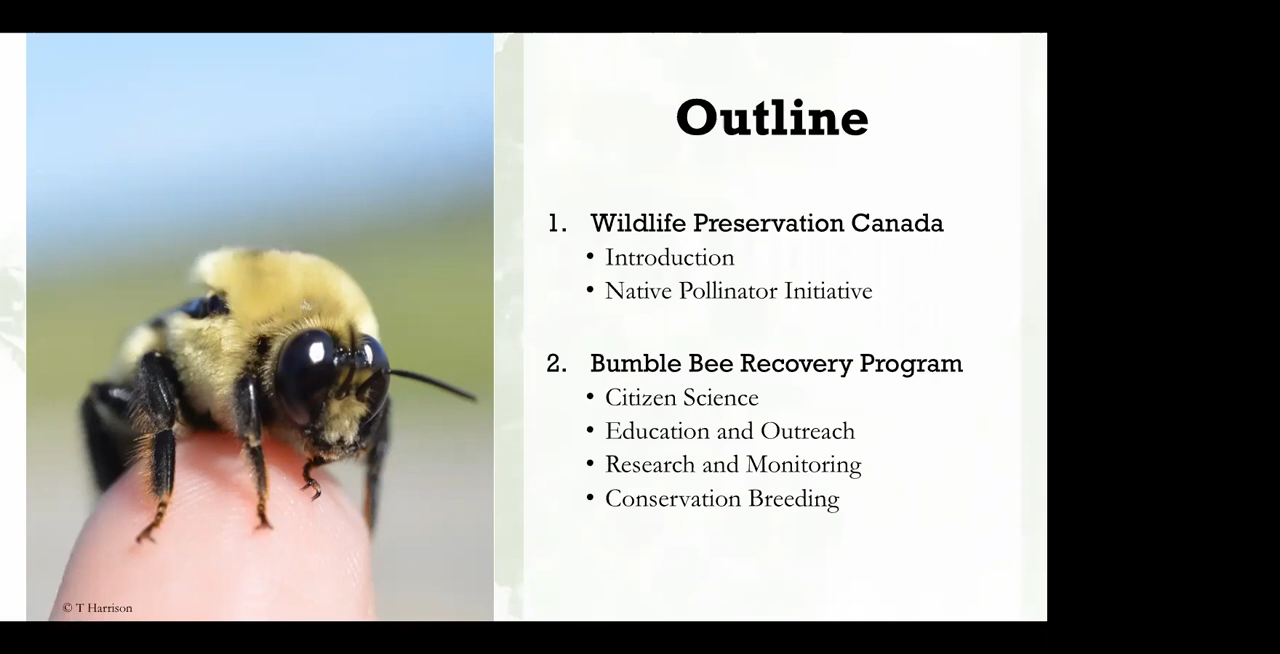 Outline
1. Wildlife Preservation Canada
• Introduction
• Native Pollinator Initiative
2. Bumble Bee Recovery Program
• Citizen Science
• Education and Outreach
• Research and Monitoring
• Conservation Breeding
© T Harrison